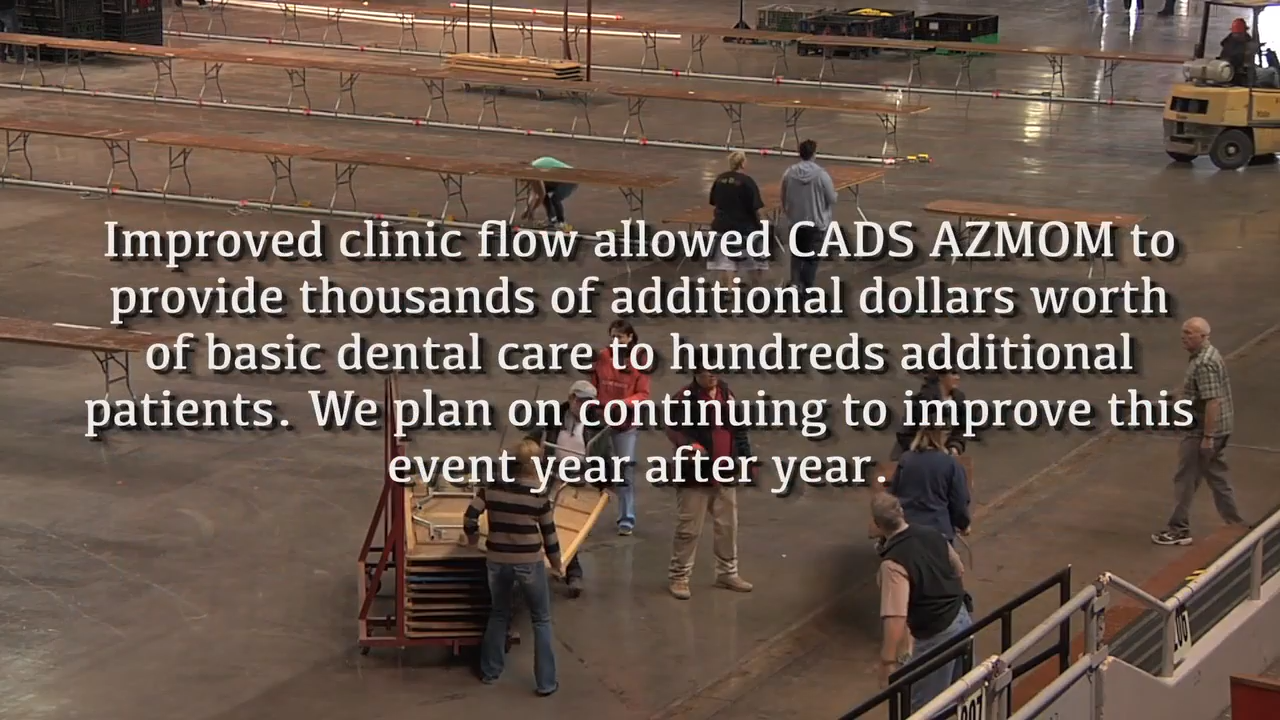 Improved clinic flow allowed CADS AZMOM to
provide thousands of additional dollars worth
of basic dental care to hundreds additional
patients. We plan on continuing to improve this
event year after year.